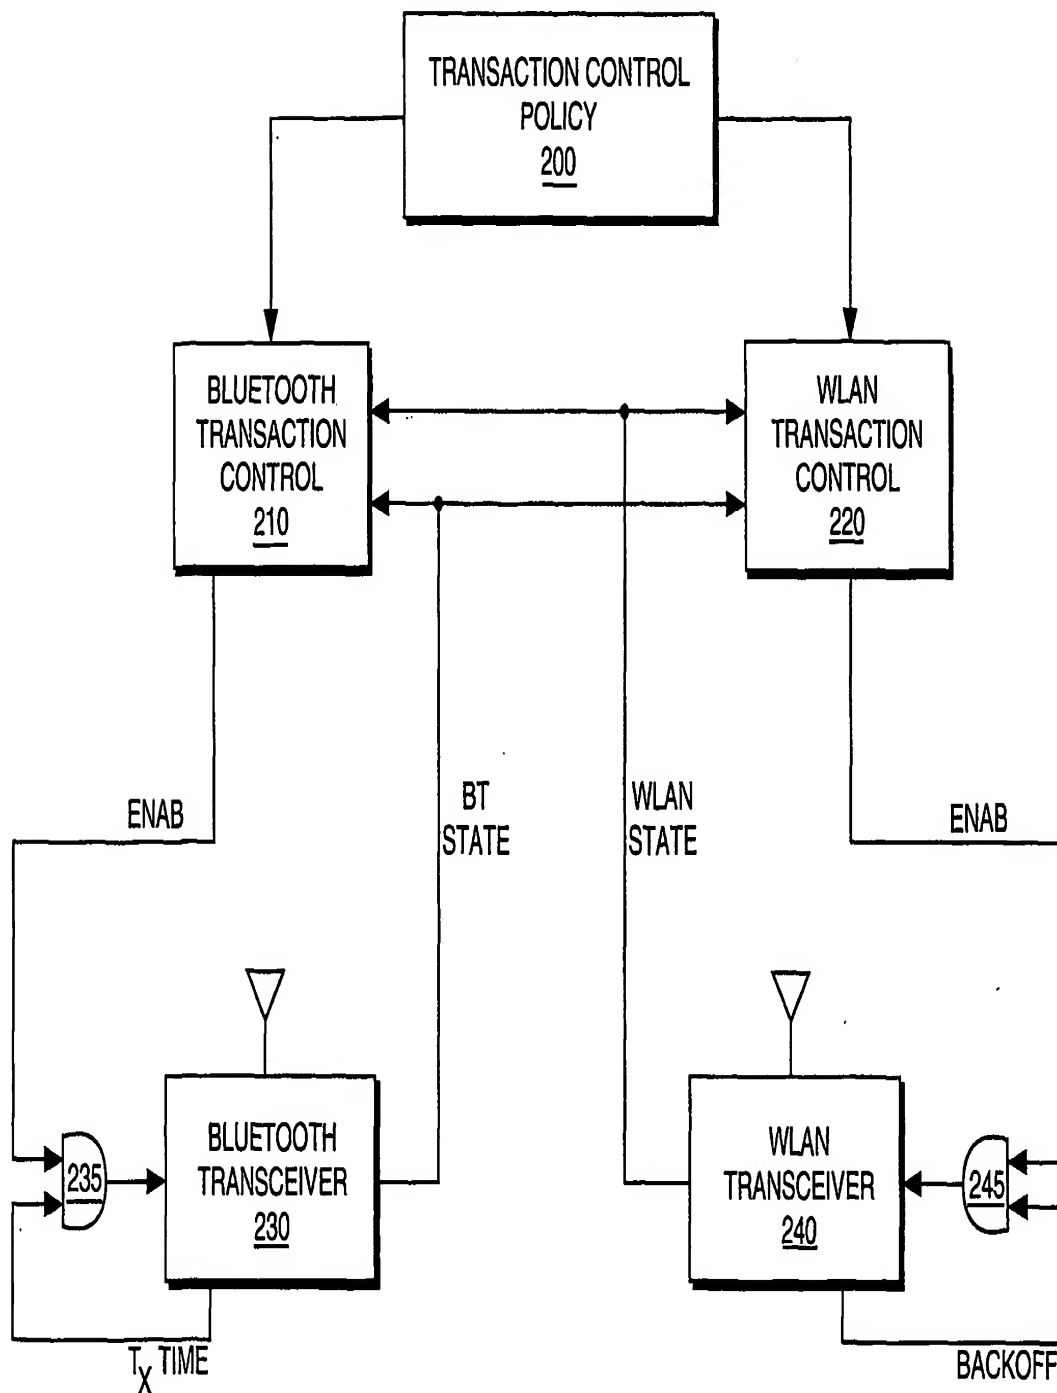 TRANSACTION CONTROL
POLICY
200
BLUETOOTH
TRANSACTION
CONTROL
210
WLAN
TRANSACTION
CONTROL
220
ENAB
BT
STATE
WLAN
STATE
ENAB
235
BLUETOOTH
TRANSCEIVER
230
WLAN
TRANSCEIVER
240
245
TX TIME
BACKOFF